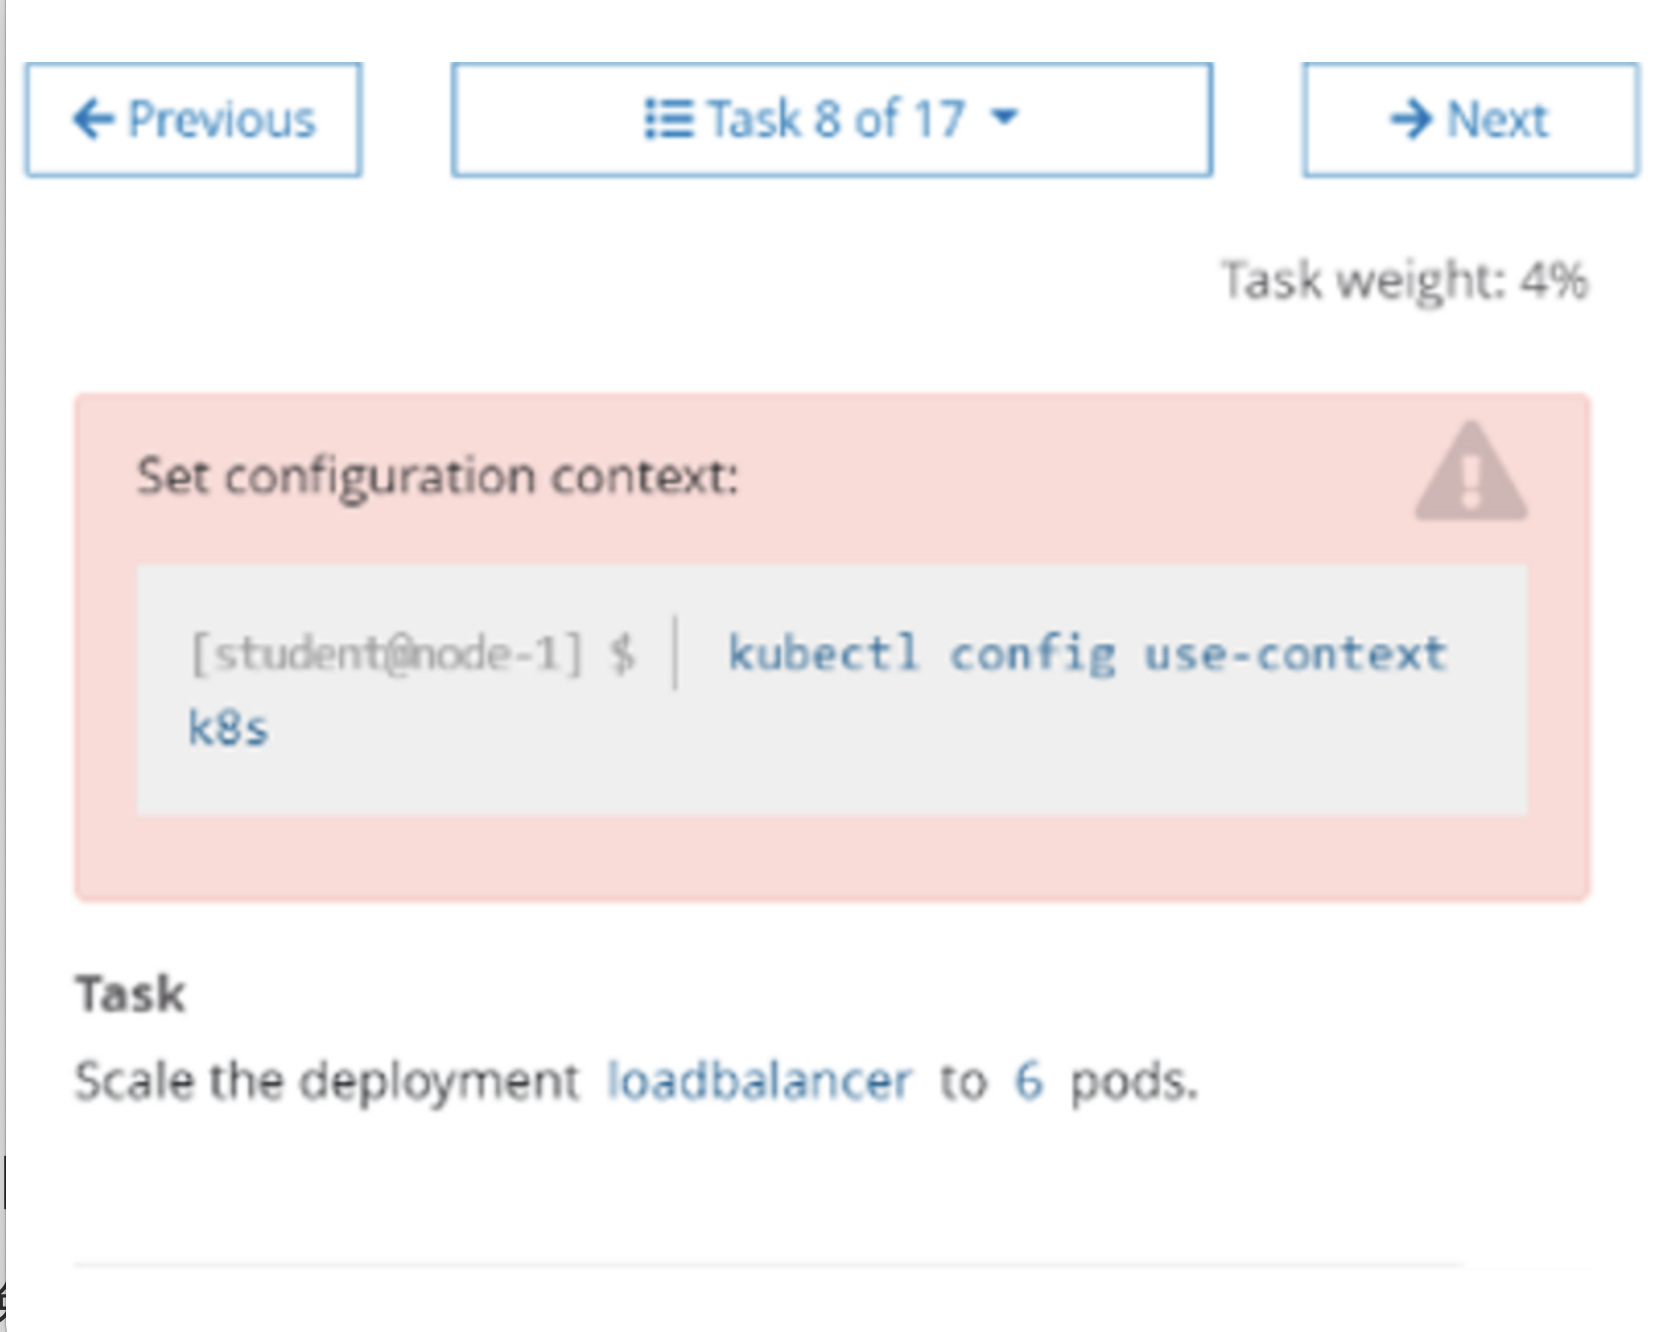 Previous
Task 8 of 17
Next
Task weight: 4%
Set configuration context:
[student@node-1] $ | kubectl config use-context
k8s
Task
Scale the deployment loadbalancer to 6 pods.